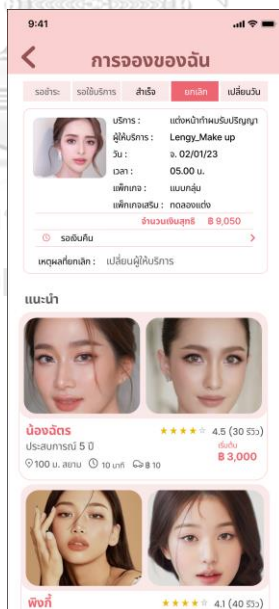 9:41
การจองของฉัน
รอชำระ รอใช้บริการ สำเร็จ ยกเลิก เปลี่ยนวัน
บริการ : แต่งหน้าทำผมรับปริญญา
ผู้ให้บริการ : Lengy_Make up
วัน : จ. 02/01/23
เวลา : 05.00 น.
แพ็กเกจ : แบบกลุ่ม
แพ็กเกจเสริม : ทดลองแต่ง
จำนวนเงินสุทธิ ฿ 9,050
รอเงินคืน
เหตุผลที่ยกเลิก : เปลี่ยนผู้ให้บริการ
แนะนำ
น้องฉัตร 4.5 (30 รีวิว)
ประสบการณ์ 5 ปี เริ่มต้น
฿ 3,000
100 ม. สยาม 10 นาที ฿ 10
พิงกี้ 4.1 (40 รีวิว)